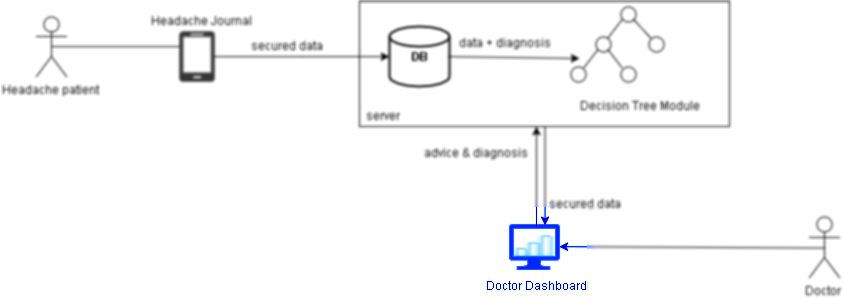 Headache Journal
secured data
DB
data + diagnosis
Headache patient
Decision Tree Module
server
advice & diagnosis
secured data
Doctor Dashboard
Doctor